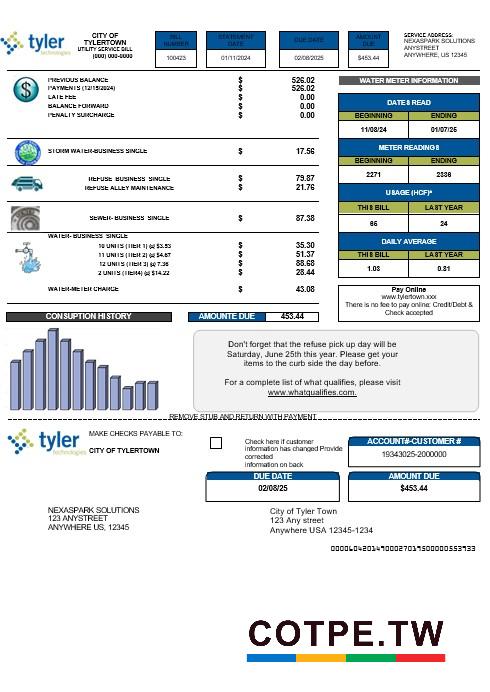 tyler
technologies
CITY OF
TYLERTOWN
UTILITY SERVICE BILL
(000) 000-0000
BILL NUMBER
100423
STATEMENT DATE
01/11/2024
DUE DATE
02/08/2025
AMOUNT DUE
$453.44
SERVICE ADDRESS:
NEXASPARK SOLUTIONS
ANYSTREET
ANYWHERE, US 12345
PREVIOUS BALANCE $ 526.02
PAYMENTS (12/15/2024) $ 526.02
LATE FEE $ 0.00
BALANCE FORWARD $ 0.00
PENALTY SURCHARGE $ 0.00
STORM WATER-BUSINESS SINGLE $ 17.56
REFUSE BUSINESS SINGLE $ 79.87
REFUSE ALLEY MAINTENANCE $ 21.76
SEWER- BUSINESS SINGLE $ 87.38
WATER- BUSINESS SINGLE
10 UNITS (TIER 1) @ $3.53 $ 35.30
11 UNITS (TIER 2) @ $4.67 $ 51.37
12 UNITS (TIER 3) @ 7.36 $ 88.68
2 UNITS (TIER4) @ $14.22 $ 28.44
WATER-METER CHARGE $ 43.08
WATER METER INFORMATION
DATES READ
BEGINNING ENDING
11/08/24 01/07/25
METER READINGS
BEGINNING ENDING
2271 2336
USAGE (HCF)*
THIS BILL LAST YEAR
65 24
DAILY AVERAGE
THIS BILL LAST YEAR
1.03 0.81
Pay Online
www.tylertown.xxx
There is no fee to pay online: Credit/Debit &
Check accepted
CONSUPTION HISTORY
AMOUNTE DUE 453.44
Don't forget that the refuse pick up day will be
Saturday, June 25th this year. Please get your
items to the curb side the day before.
For a complete list of what qualifies, please visit
www.whatqualifies.com.
REMOVE STUB AND RETURN WITH PAYMENT
tyler
technologies
MAKE CHECKS PAYABLE TO:
CITY OF TYLERTOWN
Check here if customer
information has changed Provide
corrected
information on back
ACCOUNT#-CUSTOMER #
19343025-2000000
DUE DATE
02/08/25
AMOUNT DUE
$453.44
NEXASPARK SOLUTIONS
123 ANYSTREET
ANYWHERE US, 12345
City of Tyler Town
123 Any street
Anywhere USA 12345-1234
COTPE.TW